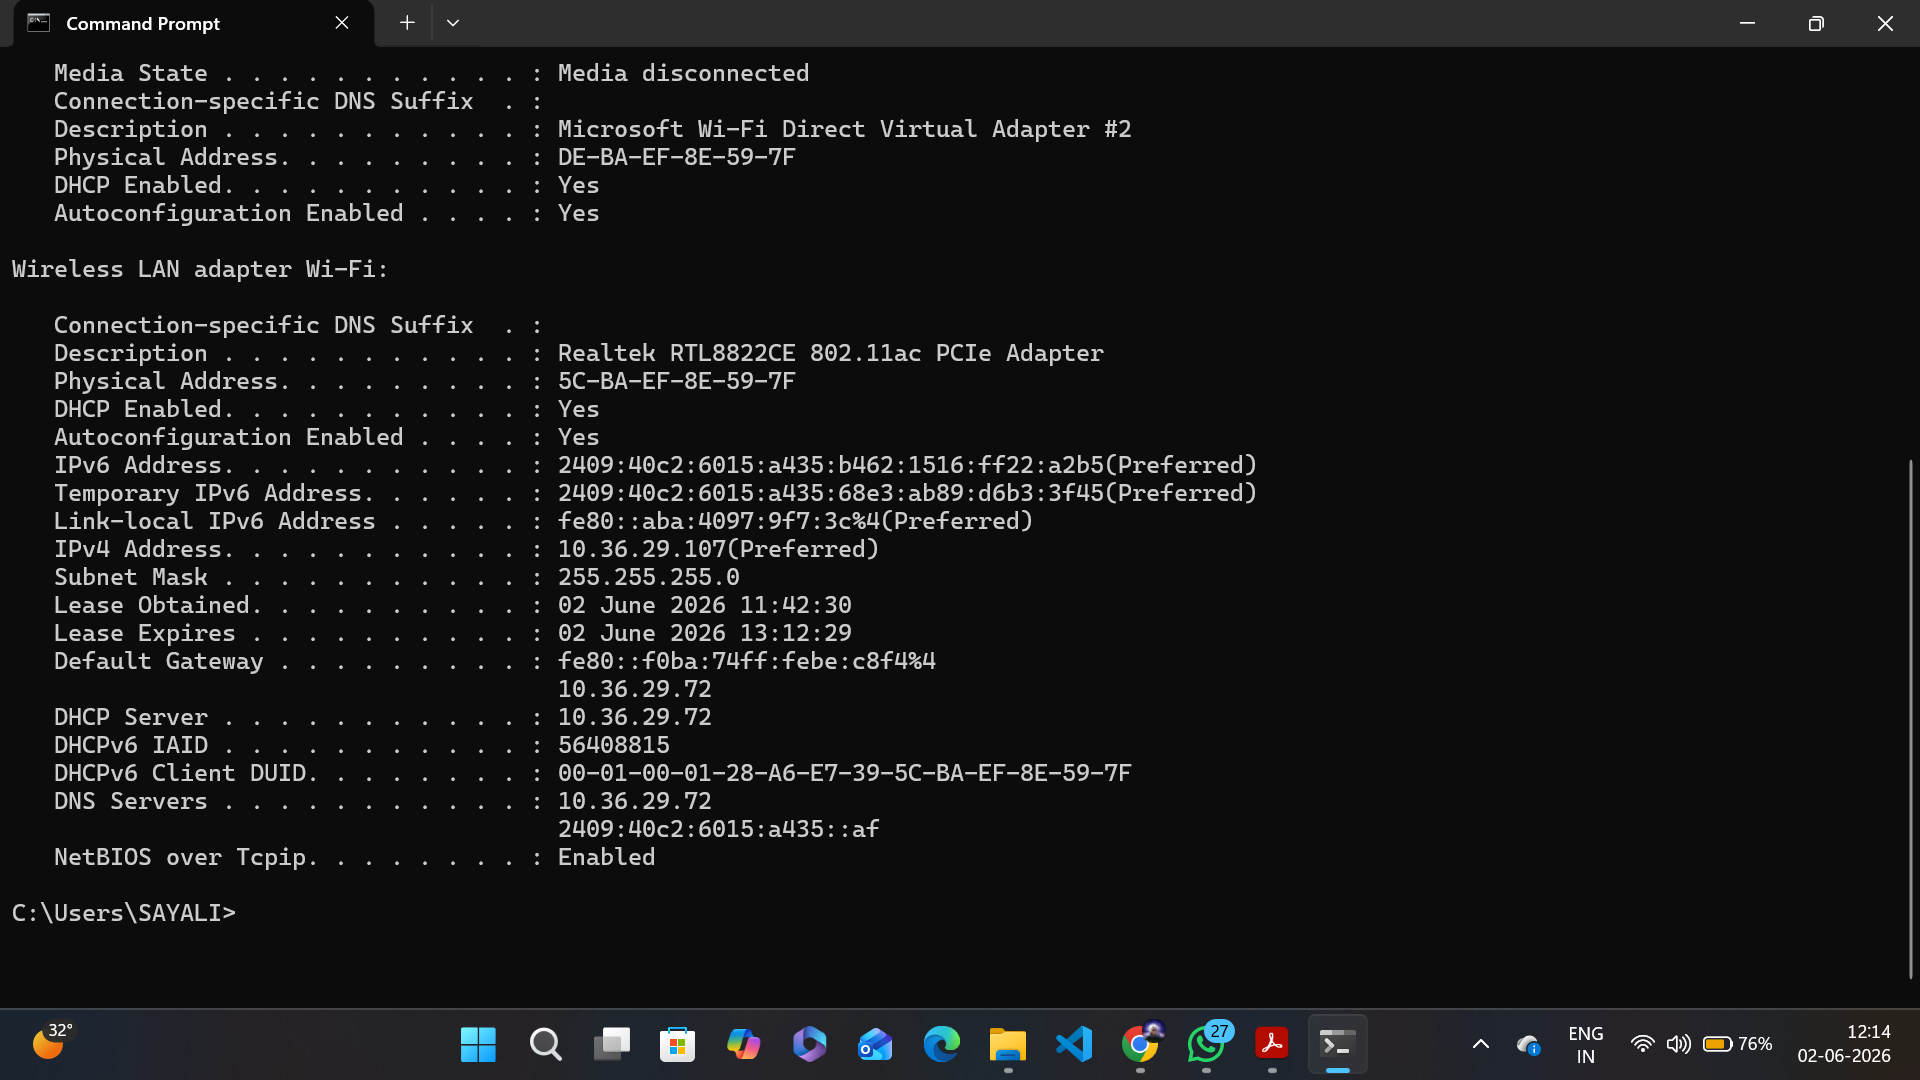 Command Prompt
Media State . . . . . . . . . . . : Media disconnected
Connection-specific DNS Suffix  . :
Description . . . . . . . . . . . : Microsoft Wi-Fi Direct Virtual Adapter #2
Physical Address. . . . . . . . . : DE-BA-EF-8E-59-7F
DHCP Enabled. . . . . . . . . . . : Yes
Autoconfiguration Enabled . . . . : Yes
Wireless LAN adapter Wi-Fi:
Connection-specific DNS Suffix  . :
Description . . . . . . . . . . . : Realtek RTL8822CE 802.11ac PCIe Adapter
Physical Address. . . . . . . . . : 5C-BA-EF-8E-59-7F
DHCP Enabled. . . . . . . . . . . : Yes
Autoconfiguration Enabled . . . . : Yes
IPv6 Address. . . . . . . . . . . : 2409:40c2:6015:a435:b462:1516:ff22:a2b5(Preferred)
Temporary IPv6 Address. . . . . . : 2409:40c2:6015:a435:68e3:ab89:d6b3:3f45(Preferred)
Link-local IPv6 Address . . . . . : fe80::aba:4097:9f7:3c%4(Preferred)
IPv4 Address. . . . . . . . . . . : 10.36.29.107(Preferred)
Subnet Mask . . . . . . . . . . . : 255.255.255.0
Lease Obtained. . . . . . . . . . : 02 June 2026 11:42:30
Lease Expires . . . . . . . . . . : 02 June 2026 13:12:29
Default Gateway . . . . . . . . . : fe80::f0ba:74ff:febe:c8f4%4
10.36.29.72
DHCP Server . . . . . . . . . . . : 10.36.29.72
DHCPv6 IAID . . . . . . . . . . . : 56408815
DHCPv6 Client DUID. . . . . . . . : 00-01-00-01-28-A6-E7-39-5C-BA-EF-8E-59-7F
DNS Servers . . . . . . . . . . . : 10.36.29.72
2409:40c2:6015:a435::af
NetBIOS over Tcpip. . . . . . . . : Enabled
C:\Users\SAYALI>
32°
27
ENG
IN
76%
12:14
02-06-2026